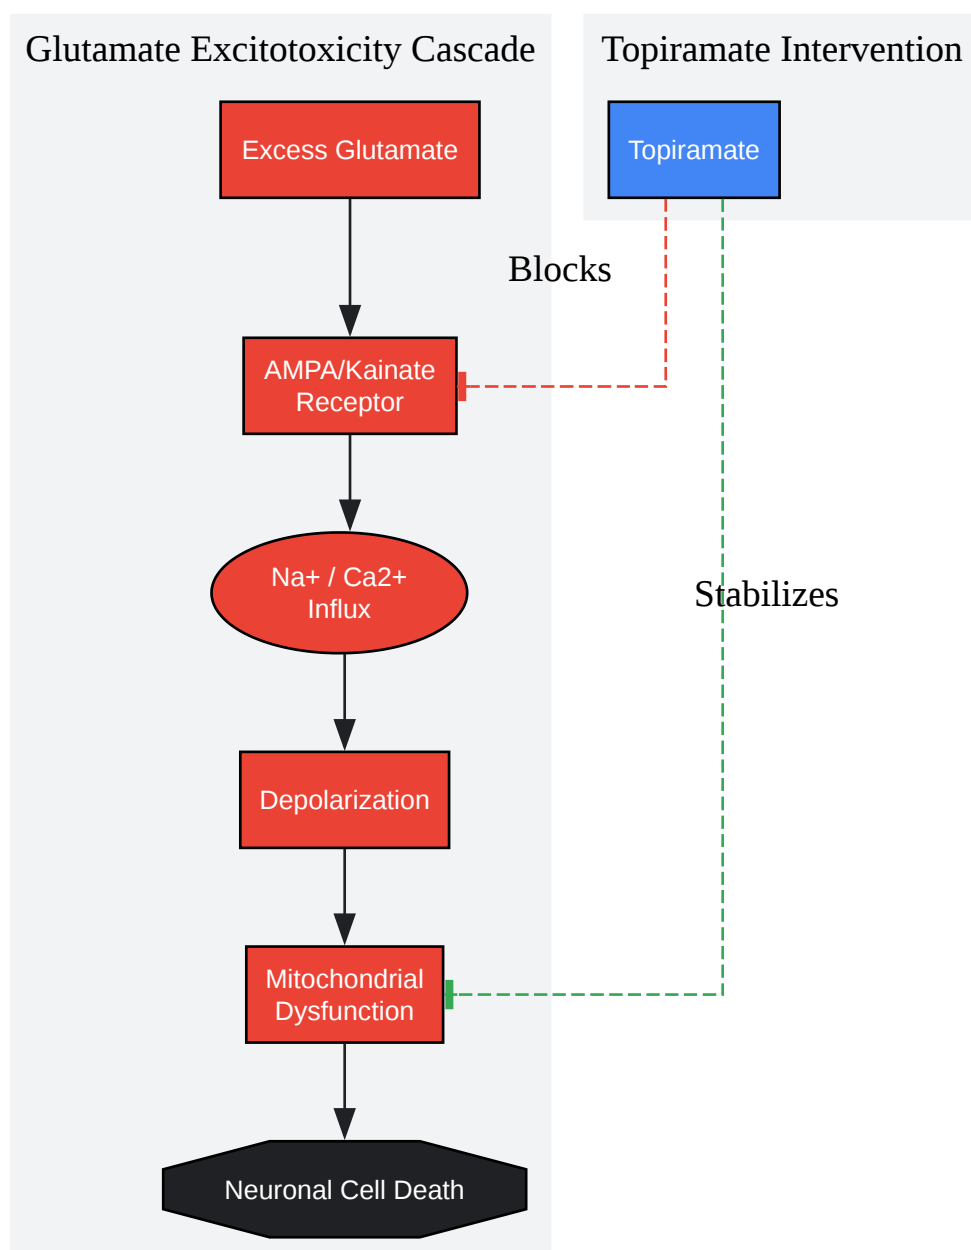 Glutamate Excitotoxicity Cascade
Topiramate Intervention
Excess Glutamate
Topiramate
Blocks
AMPA/Kainate
Receptor
Na+ / Ca2+
Influx
Stabilizes
Depolarization
Mitochondrial
Dysfunction
Neuronal Cell Death